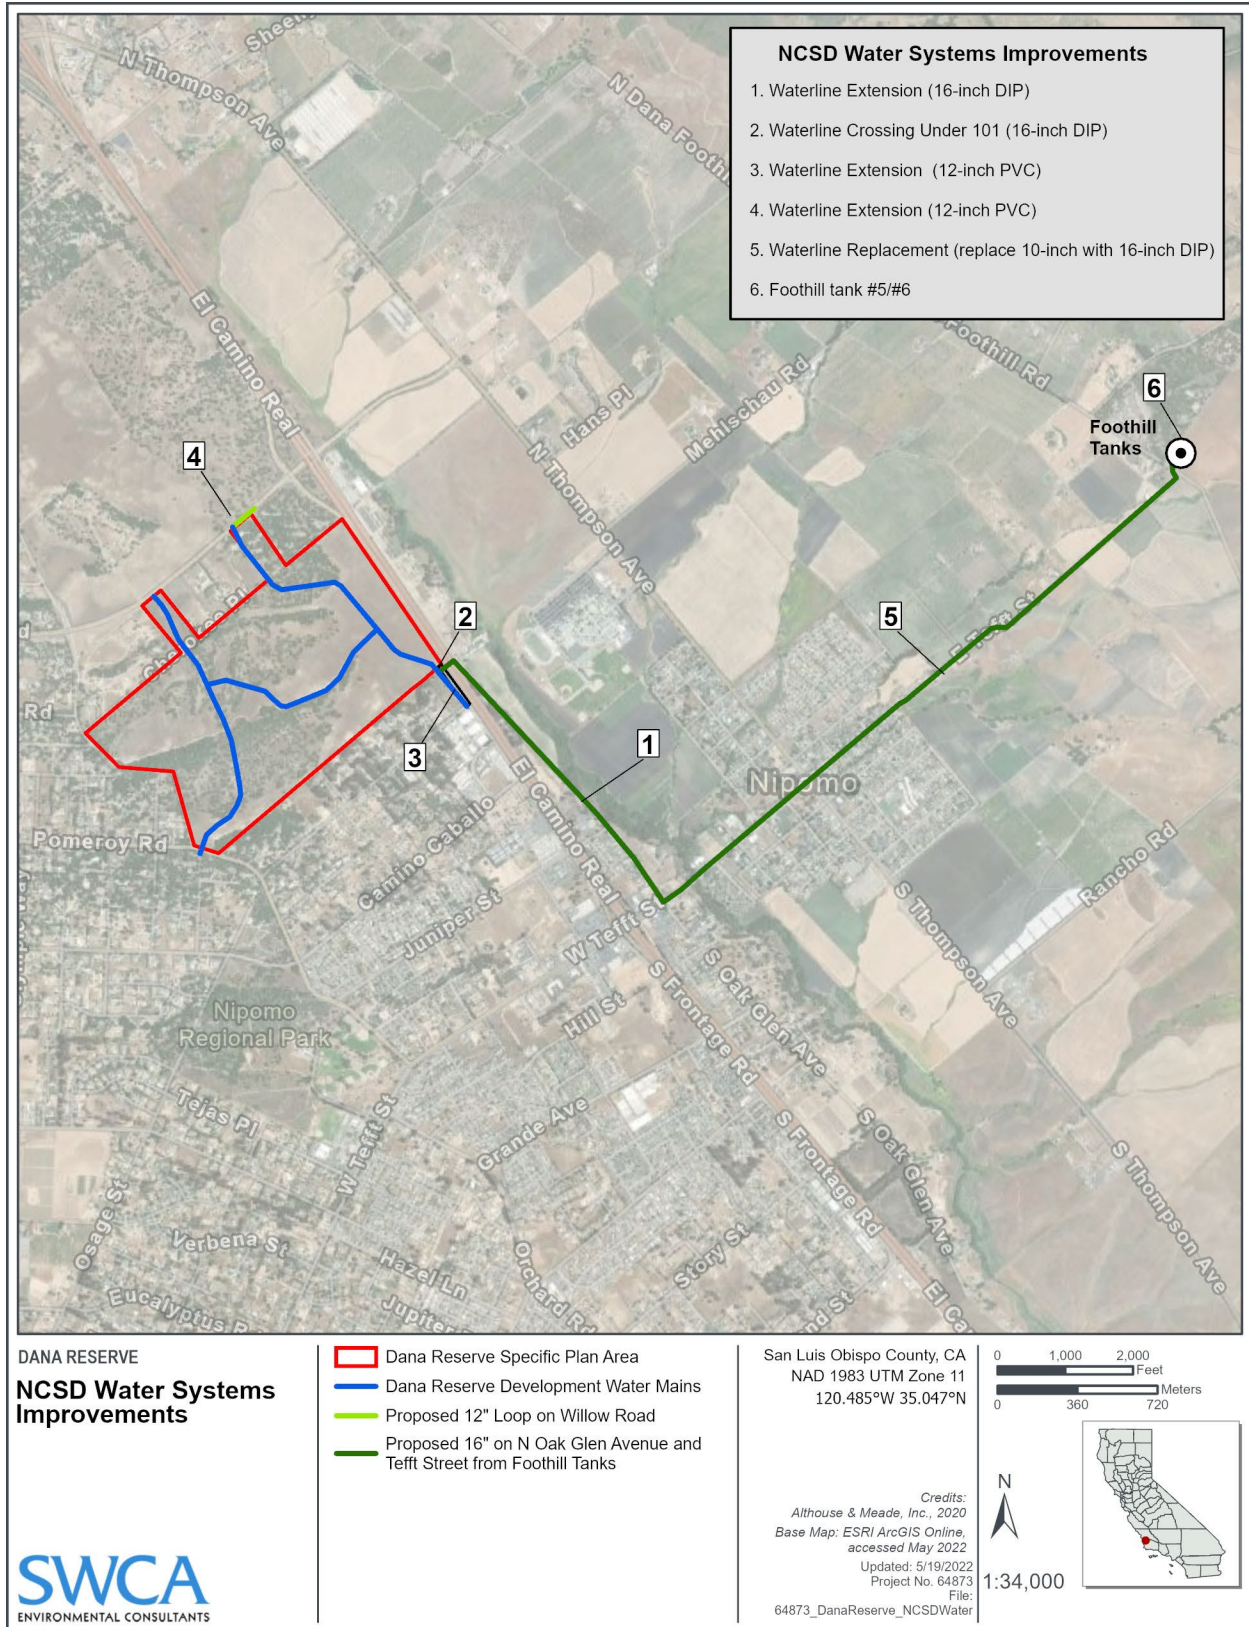 NCSD Water Systems Improvements
1. Waterline Extension (16-inch DIP)
2. Waterline Crossing Under 101 (16-inch DIP)
3. Waterline Extension (12-inch PVC)
4. Waterline Extension (12-inch PVC)
5. Waterline Replacement (replace 10-inch with 16-inch DIP)
6. Foothill tank #5/#6
N Thompson Ave
El Camino Real
Hans Pl
Mehlschau Rd
Foothill Rd
N Thompson Ave
6
Foothill
Tanks
4
2
5
E Tefft St
Rd
3
1
Nipomo
El Camino Real
Pomeroy Rd
Camino Caballo
Juniper St
W Tefft St
Rancho Rd
S Thompson Ave
S Oak Glen Ave
S Frontage Rd
Hill St
Nipomo
Regional Park
Tejas Pl
W Tefft St
Grande Ave
S Frontage Rd
S Oak Glen Ave
S Thompson Ave
Osage St
Verbena St
Hazel Ln
Orchard Rd
Story St
DANA RESERVE
NCSD Water Systems
Improvements
SWCA
ENVIRONMENTAL CONSULTANTS
Dana Reserve Specific Plan Area
Dana Reserve Development Water Mains
Proposed 12" Loop on Willow Road
Proposed 16" on N Oak Glen Avenue and
Tefft Street from Foothill Tanks
San Luis Obispo County, CA
NAD 1983 UTM Zone 11
120.485°W 35.047°N
Credits:
Althouse & Meade, Inc., 2020
Base Map: ESRI ArcGIS Online,
accessed May 2022
Updated: 5/19/2022
Project No. 64873
File:
64873_DanaReserve_NCSDWater
0 1,000 2,000
Feet
Meters
0 360 720
N
1:34,000